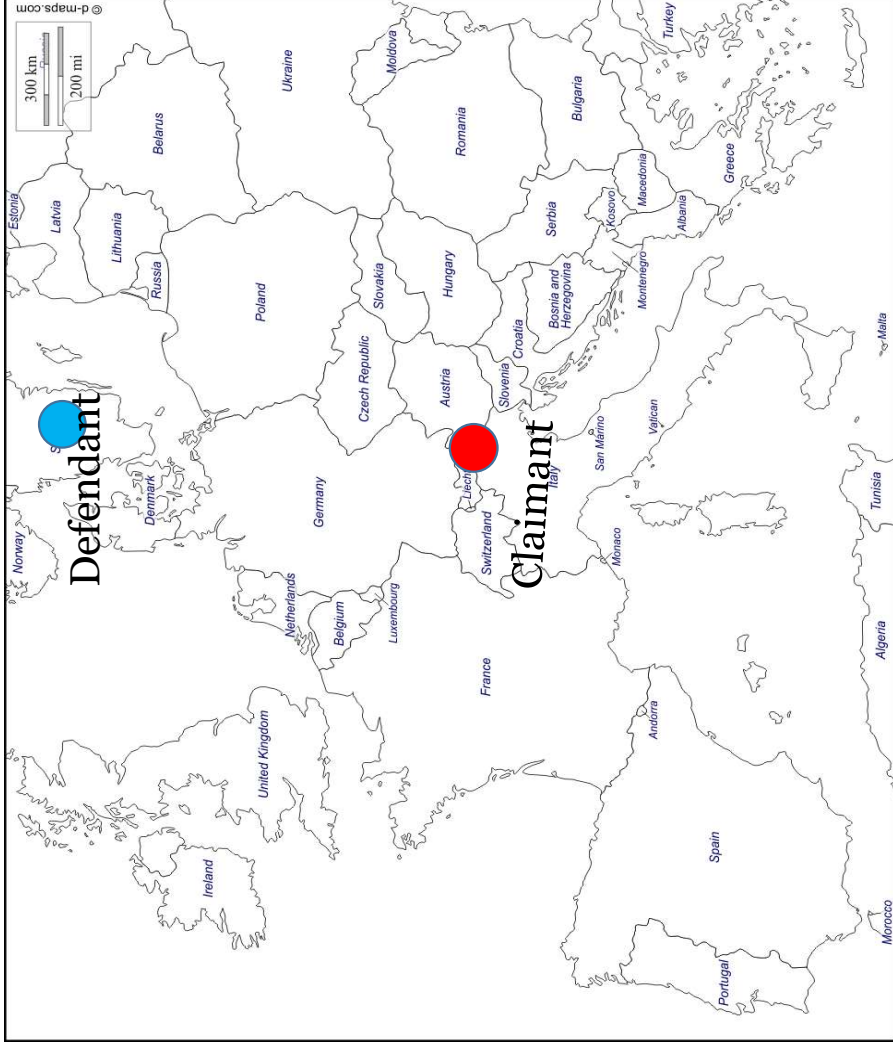 © d-maps.com
300 km
200 mi
Norway
Estonia
Latvia
Lithuania
Russia
Belarus
Defendant
Denmark
Ireland
United Kingdom
Netherlands
Belgium
Luxembourg
Germany
Poland
Czech Republic
Slovakia
Ukraine
Moldova
France
Switzerland
Liech
Austria
Hungary
Romania
Slovenia
Croatia
Bosnia and
Herzegovina
Serbia
Montenegro
Kosovo
Bulgaria
Macedonia
Albania
Greece
Turkey
Claimant
Italy
San Marino
Vatican
Monaco
Andorra
Spain
Portugal
Morocco
Algeria
Tunisia
Malta